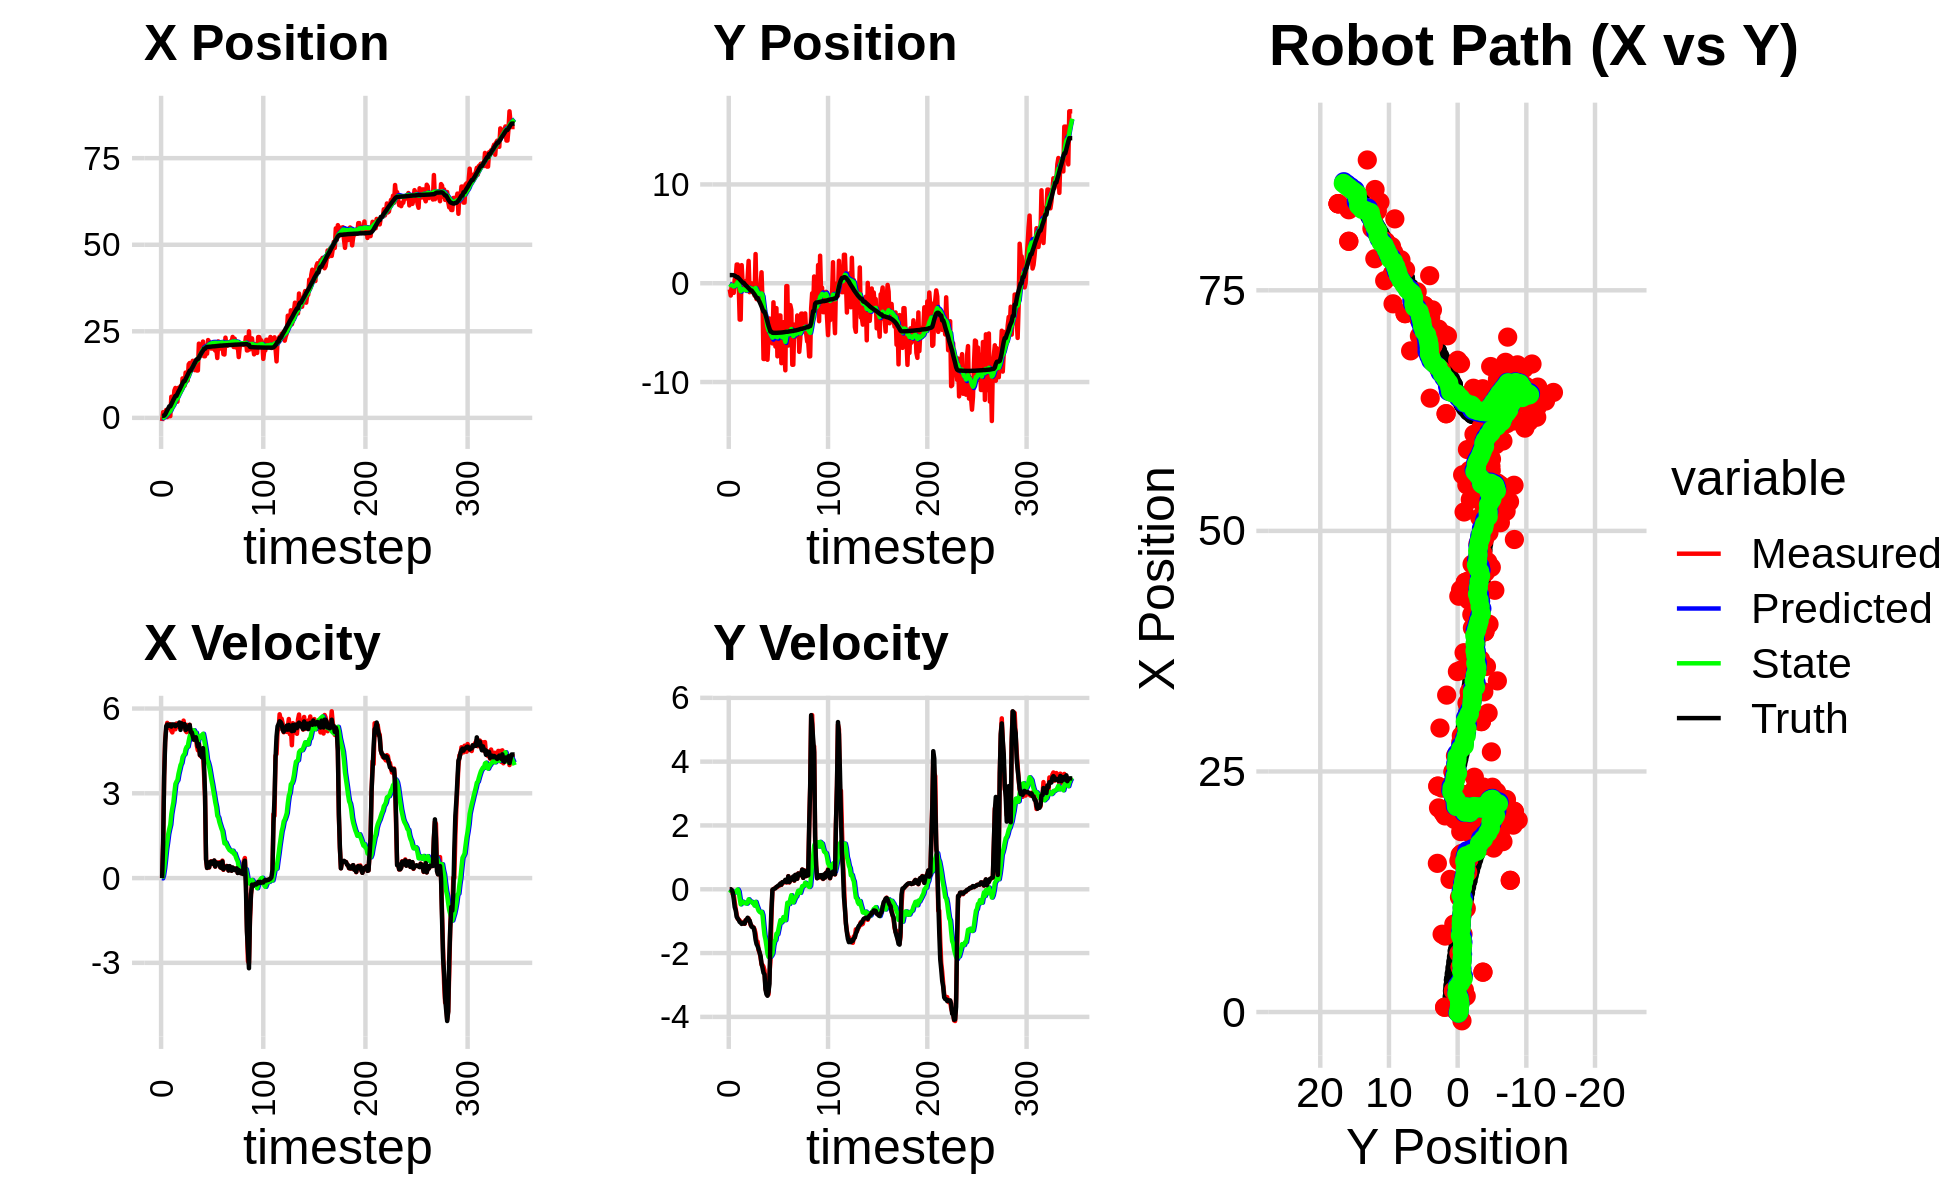 X Position
75
50
25
0
0
100
200
300
timestep
Y Position
10
0
-10
0
100
200
300
timestep
X Velocity
6
3
0
-3
0
100
200
300
timestep
Y Velocity
6
4
2
0
-2
-4
0
100
200
300
timestep
Robot Path (X vs Y)
X Position
75
50
25
0
20 10 0 -10 -20
Y Position
variable
Measured
Predicted
State
Truth